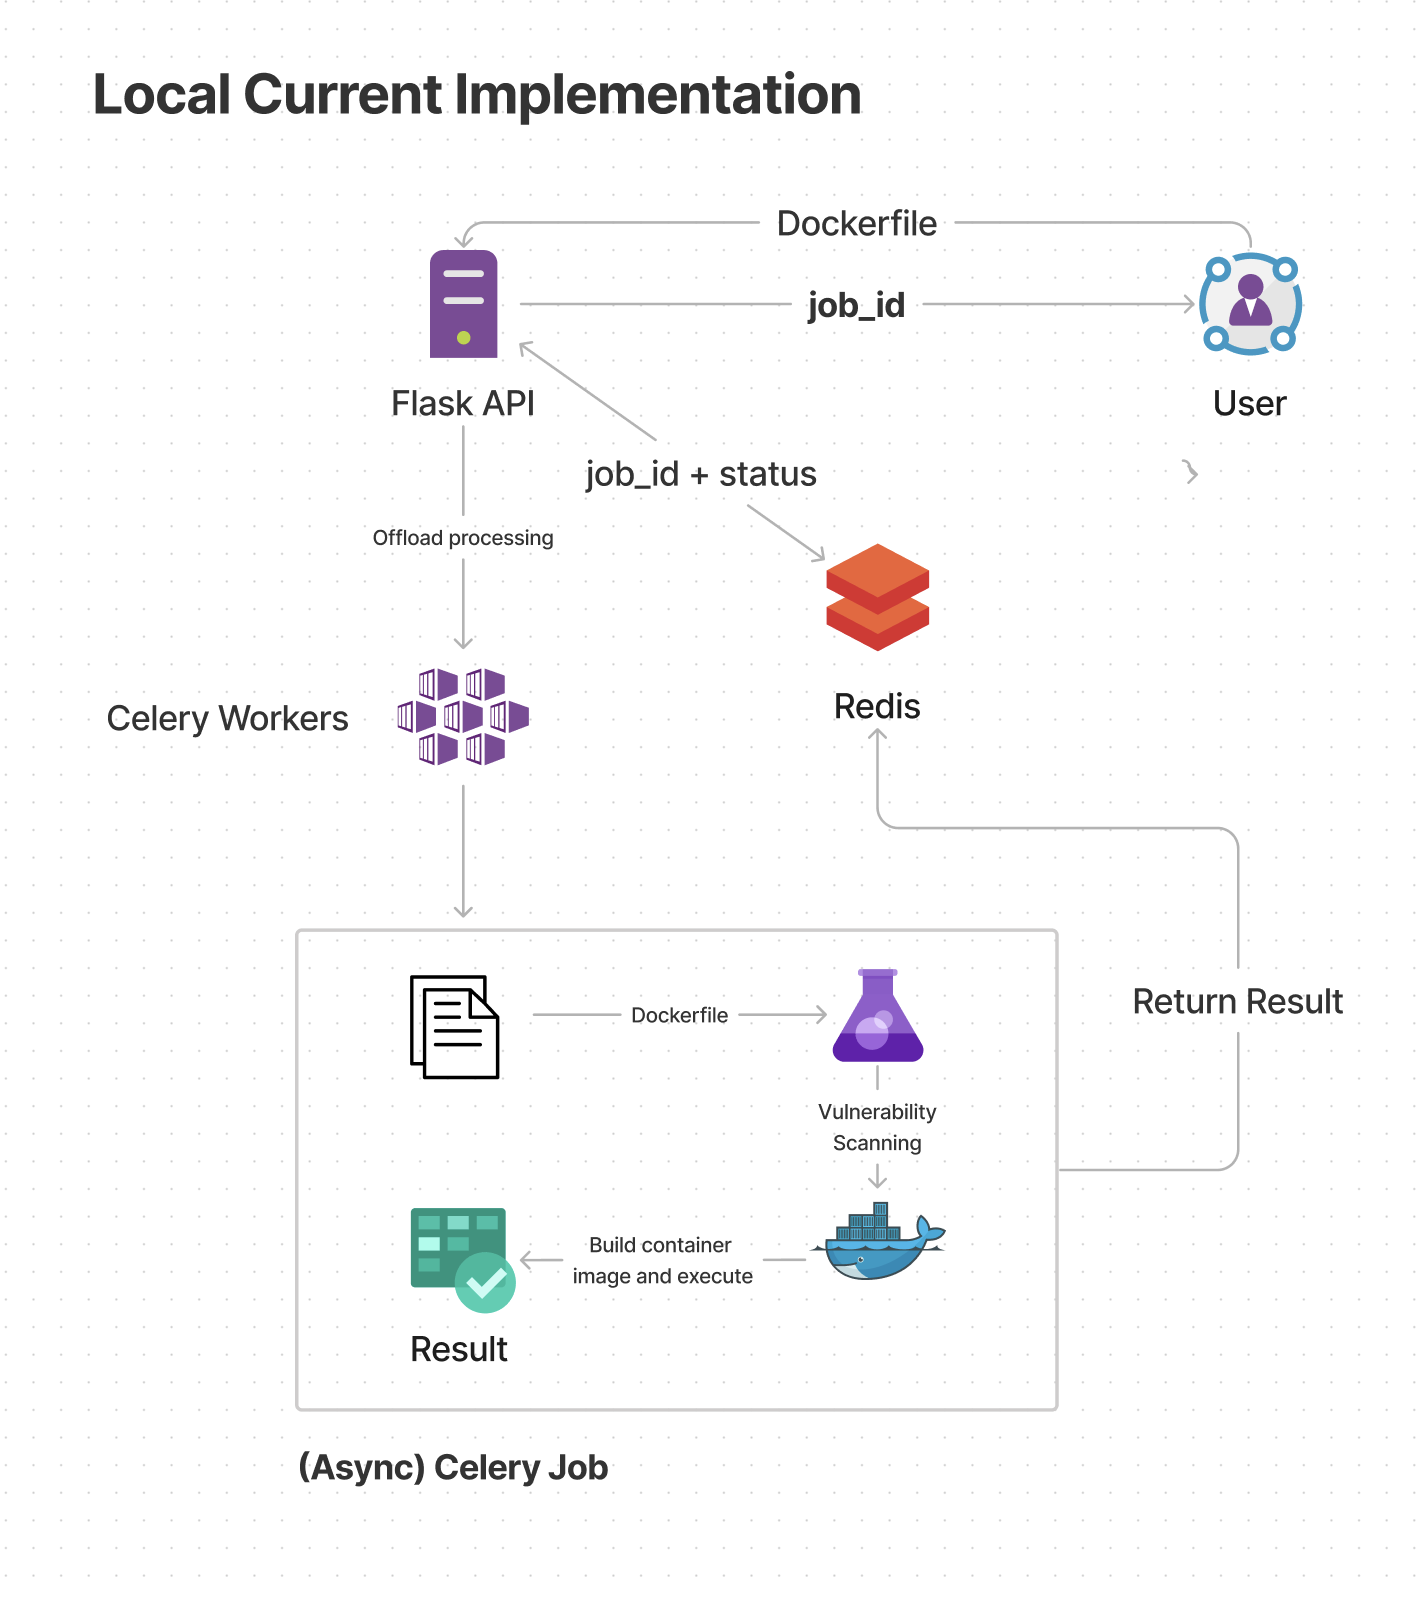 Local Current Implementation
Dockerfile
job_id
Flask API
User
job_id + status
Offload processing
Celery Workers
Redis
Return Result
Dockerfile
Vulnerability
Scanning
Build container
image and execute
Result
(Async) Celery Job